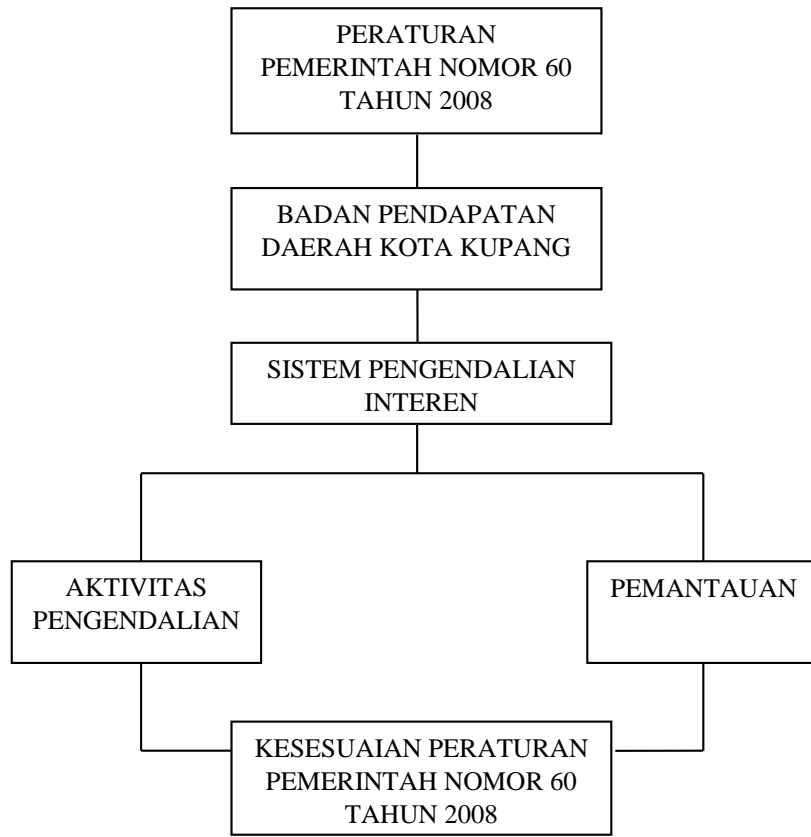 PERATURAN
PEMERINTAH NOMOR 60
TAHUN 2008
BADAN PENDAPATAN
DAERAH KOTA KUPANG
SISTEM PENGENDALIAN
INTEREN
AKTIVITAS
PENGENDALIAN
PEMANTAUAN
KESESUAIAN PERATURAN
PEMERINTAH NOMOR 60
TAHUN 2008